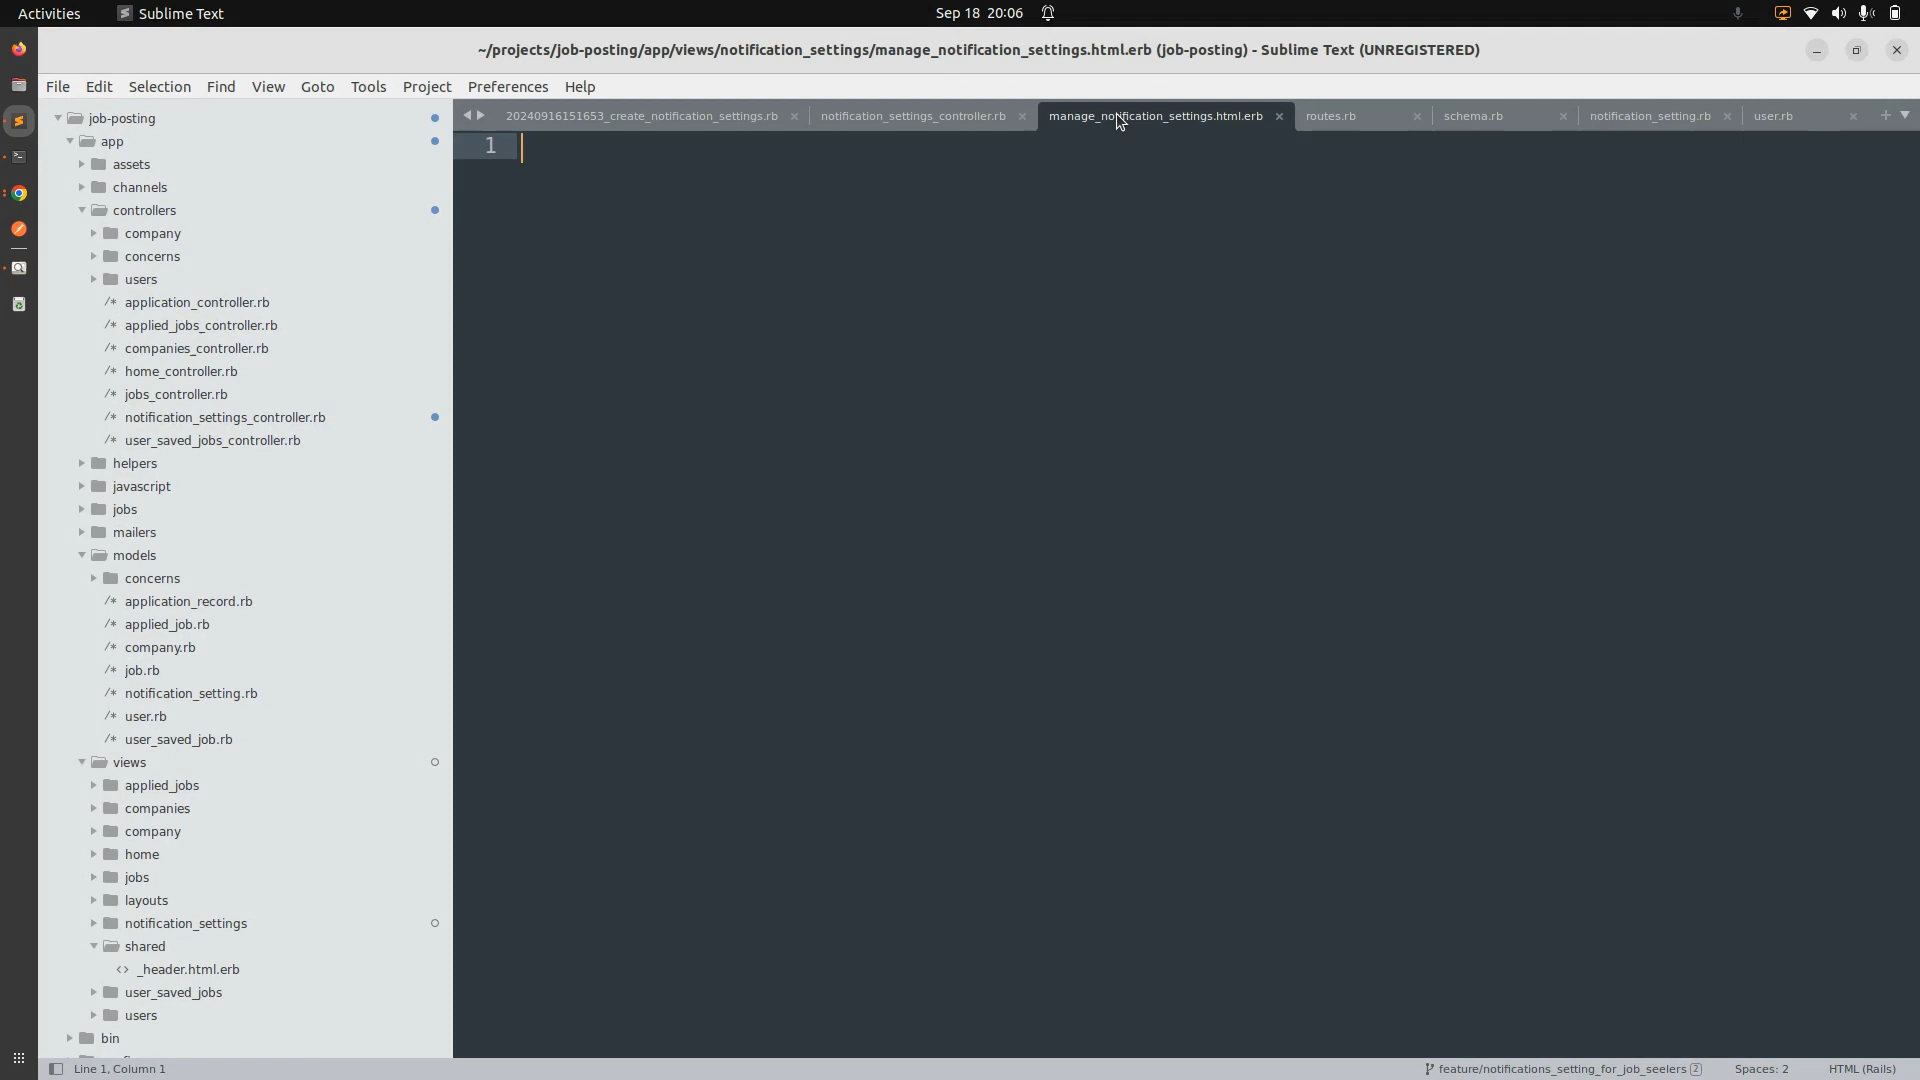 Activities
Sublime Text
Sep 18 20:06
~/projects/job-posting/app/views/notification_settings/manage_notification_settings.html.erb (job-posting) - Sublime Text (UNREGISTERED)
File Edit Selection Find View Goto Tools Project Preferences Help
job-posting
app
assets
channels
controllers
company
concerns
users
/* application_controller.rb
/* applied_jobs_controller.rb
/* companies_controller.rb
/* home_controller.rb
/* jobs_controller.rb
/* notification_settings_controller.rb
/* user_saved_jobs_controller.rb
helpers
javascript
jobs
mailers
models
concerns
/* application_record.rb
/* applied_job.rb
/* company.rb
/* job.rb
/* notification_setting.rb
/* user.rb
/* user_saved_job.rb
views
applied_jobs
companies
company
home
jobs
layouts
notification_settings
shared
<> _header.html.erb
user_saved_jobs
users
bin
20240916151653_create_notification_settings.rb
notification_settings_controller.rb
manage_notification_settings.html.erb
routes.rb
schema.rb
notification_setting.rb
user.rb
1
Line 1, Column 1
feature/notifications_setting_for_job_seelers 2
Spaces: 2
HTML (Rails)